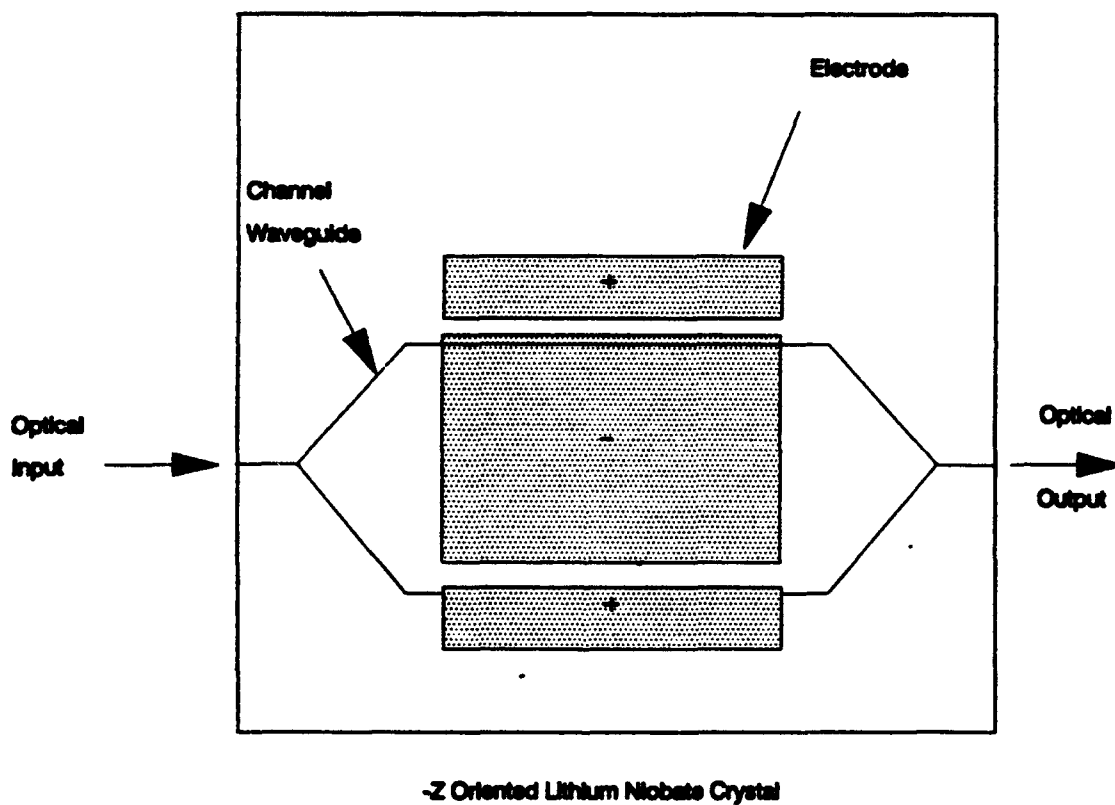 Electrode
Channel
Waveguide
+
-
+
Optical
Input
Optical
Output
-Z Oriented Lithium Niobate Crystal